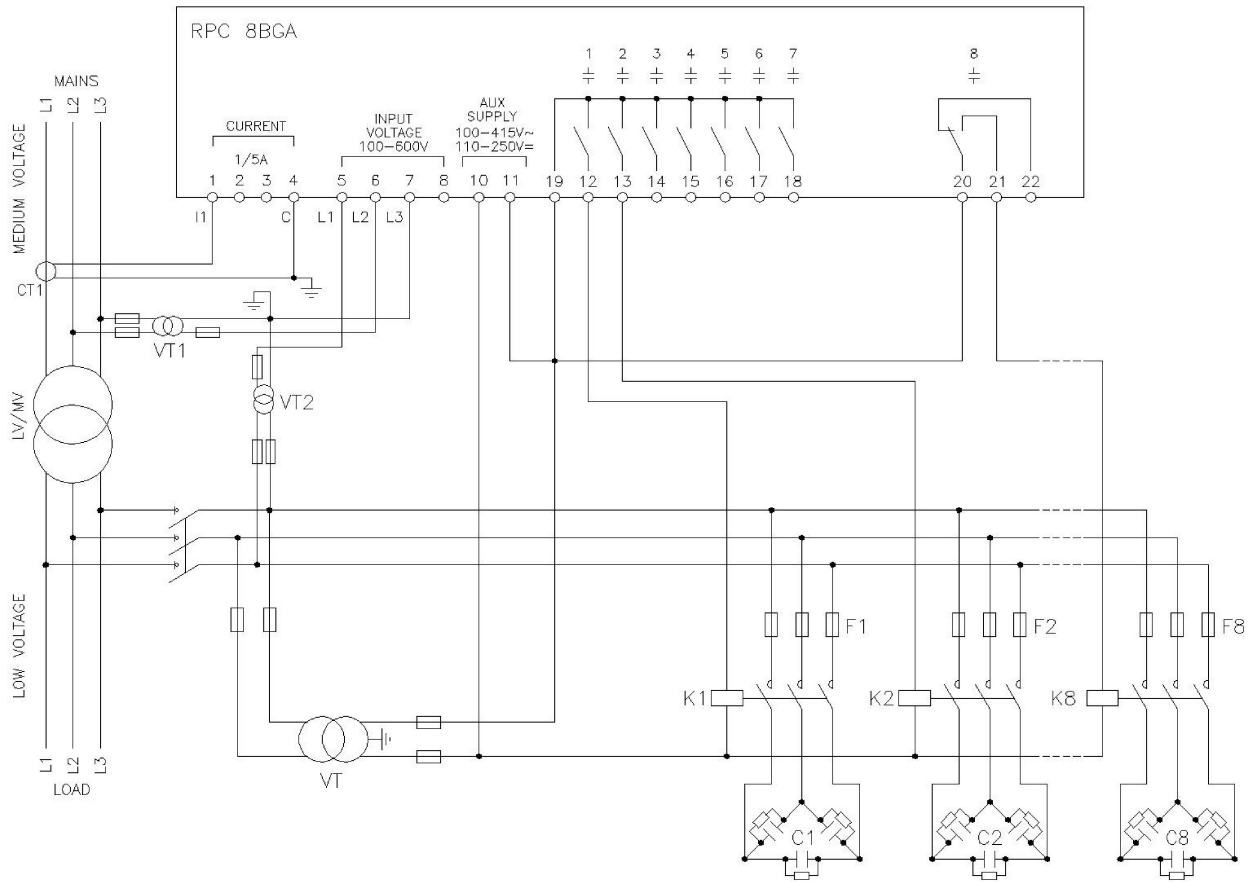 RPC 8BGA
1 2 3 4 5 6 7 8
MAINS
L1 L2 L3
CURRENT
1/5A
INPUT
VOLTAGE
100-600V
AUX
SUPPLY
100-415V~
110-250V=
1 2 3 4 5 6 7 8 10 11 19 12 13 14 15 16 17 18 20 21 22
I1 C L1 L2 L3
MEDIUM VOLTAGE
CT1
VT1
VT2
LV/MV
LOW VOLTAGE
F1 F2 F8
K1 K2 K8
VT
L1 L2 L3
LOAD
C1 C2 C8